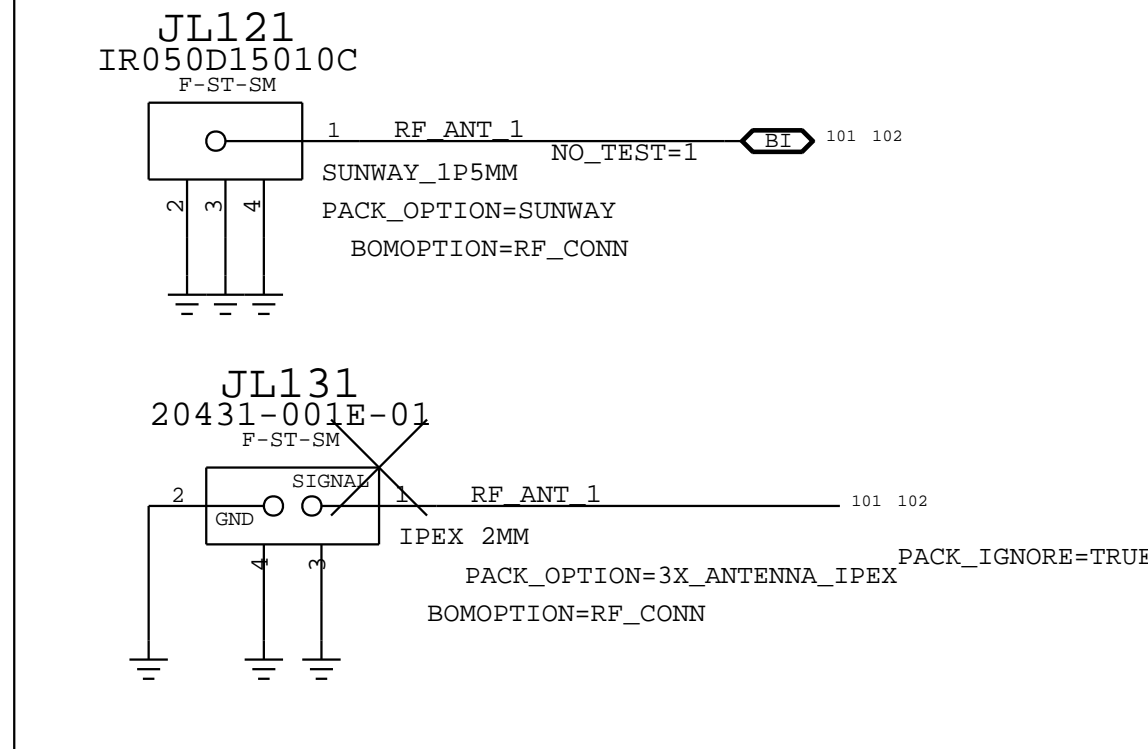 JL121
IR050D15010C
F-ST-SM
1 RF_ANT_1 NO_TEST=1 BI 101 102
SUNWAY_1P5MM
2 3 4
PACK_OPTION=SUNWAY
BOMOPTION=RF_CONN
JL131
20431-001E-01
F-ST-SM
SIGNAL
2 GND 1 RF_ANT_1 101 102
IPEX 2MM
4 3
PACK_IGNORE=TRUE
PACK_OPTION=3X_ANTENNA_IPEX
BOMOPTION=RF_CONN